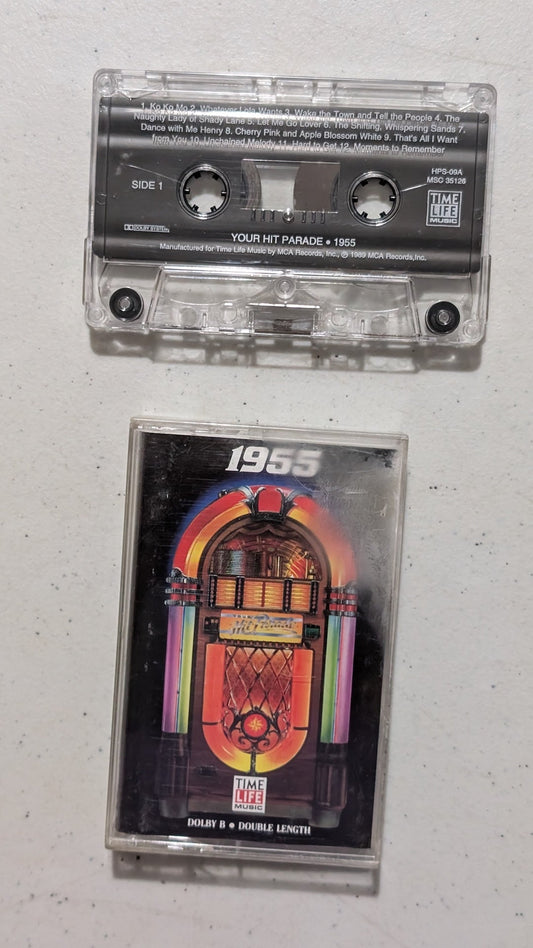 1. Ko Ko Mo 2. Whatever Lola Wants 3. Wake the Town and Tell the People 4. The
Naughty Lady of Shady Lane 5. Let Me Go Lover 6. The Shifting, Whispering Sands 7.
Dance with Me Henry 8. Cherry Pink and Apple Blossom White 9. That's All I Want
from You 10. Unchained Melody 11. Hard to Get 12. Moments to Remember
HPS-09A
MSC 35126
SIDE 1
TIME
LIFE
MUSIC
DOLBY SYSTEM
YOUR HIT PARADE • 1955
Manufactured for Time Life Music by MCA Records, Inc., ℗ 1989 MCA Records, Inc.
1955
Hit Parade
TIME
LIFE
MUSIC
DOLBY B • DOUBLE LENGTH